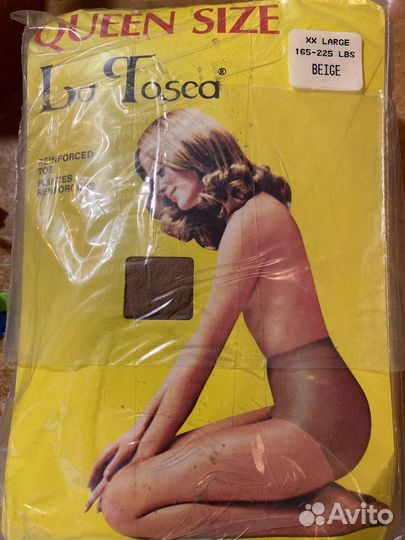 QUEEN SIZE
XX LARGE
165-225 LBS
BEIGE
La Tosca®
REINFORCED
TOE
POINTES
RENFORCÉES
Avito